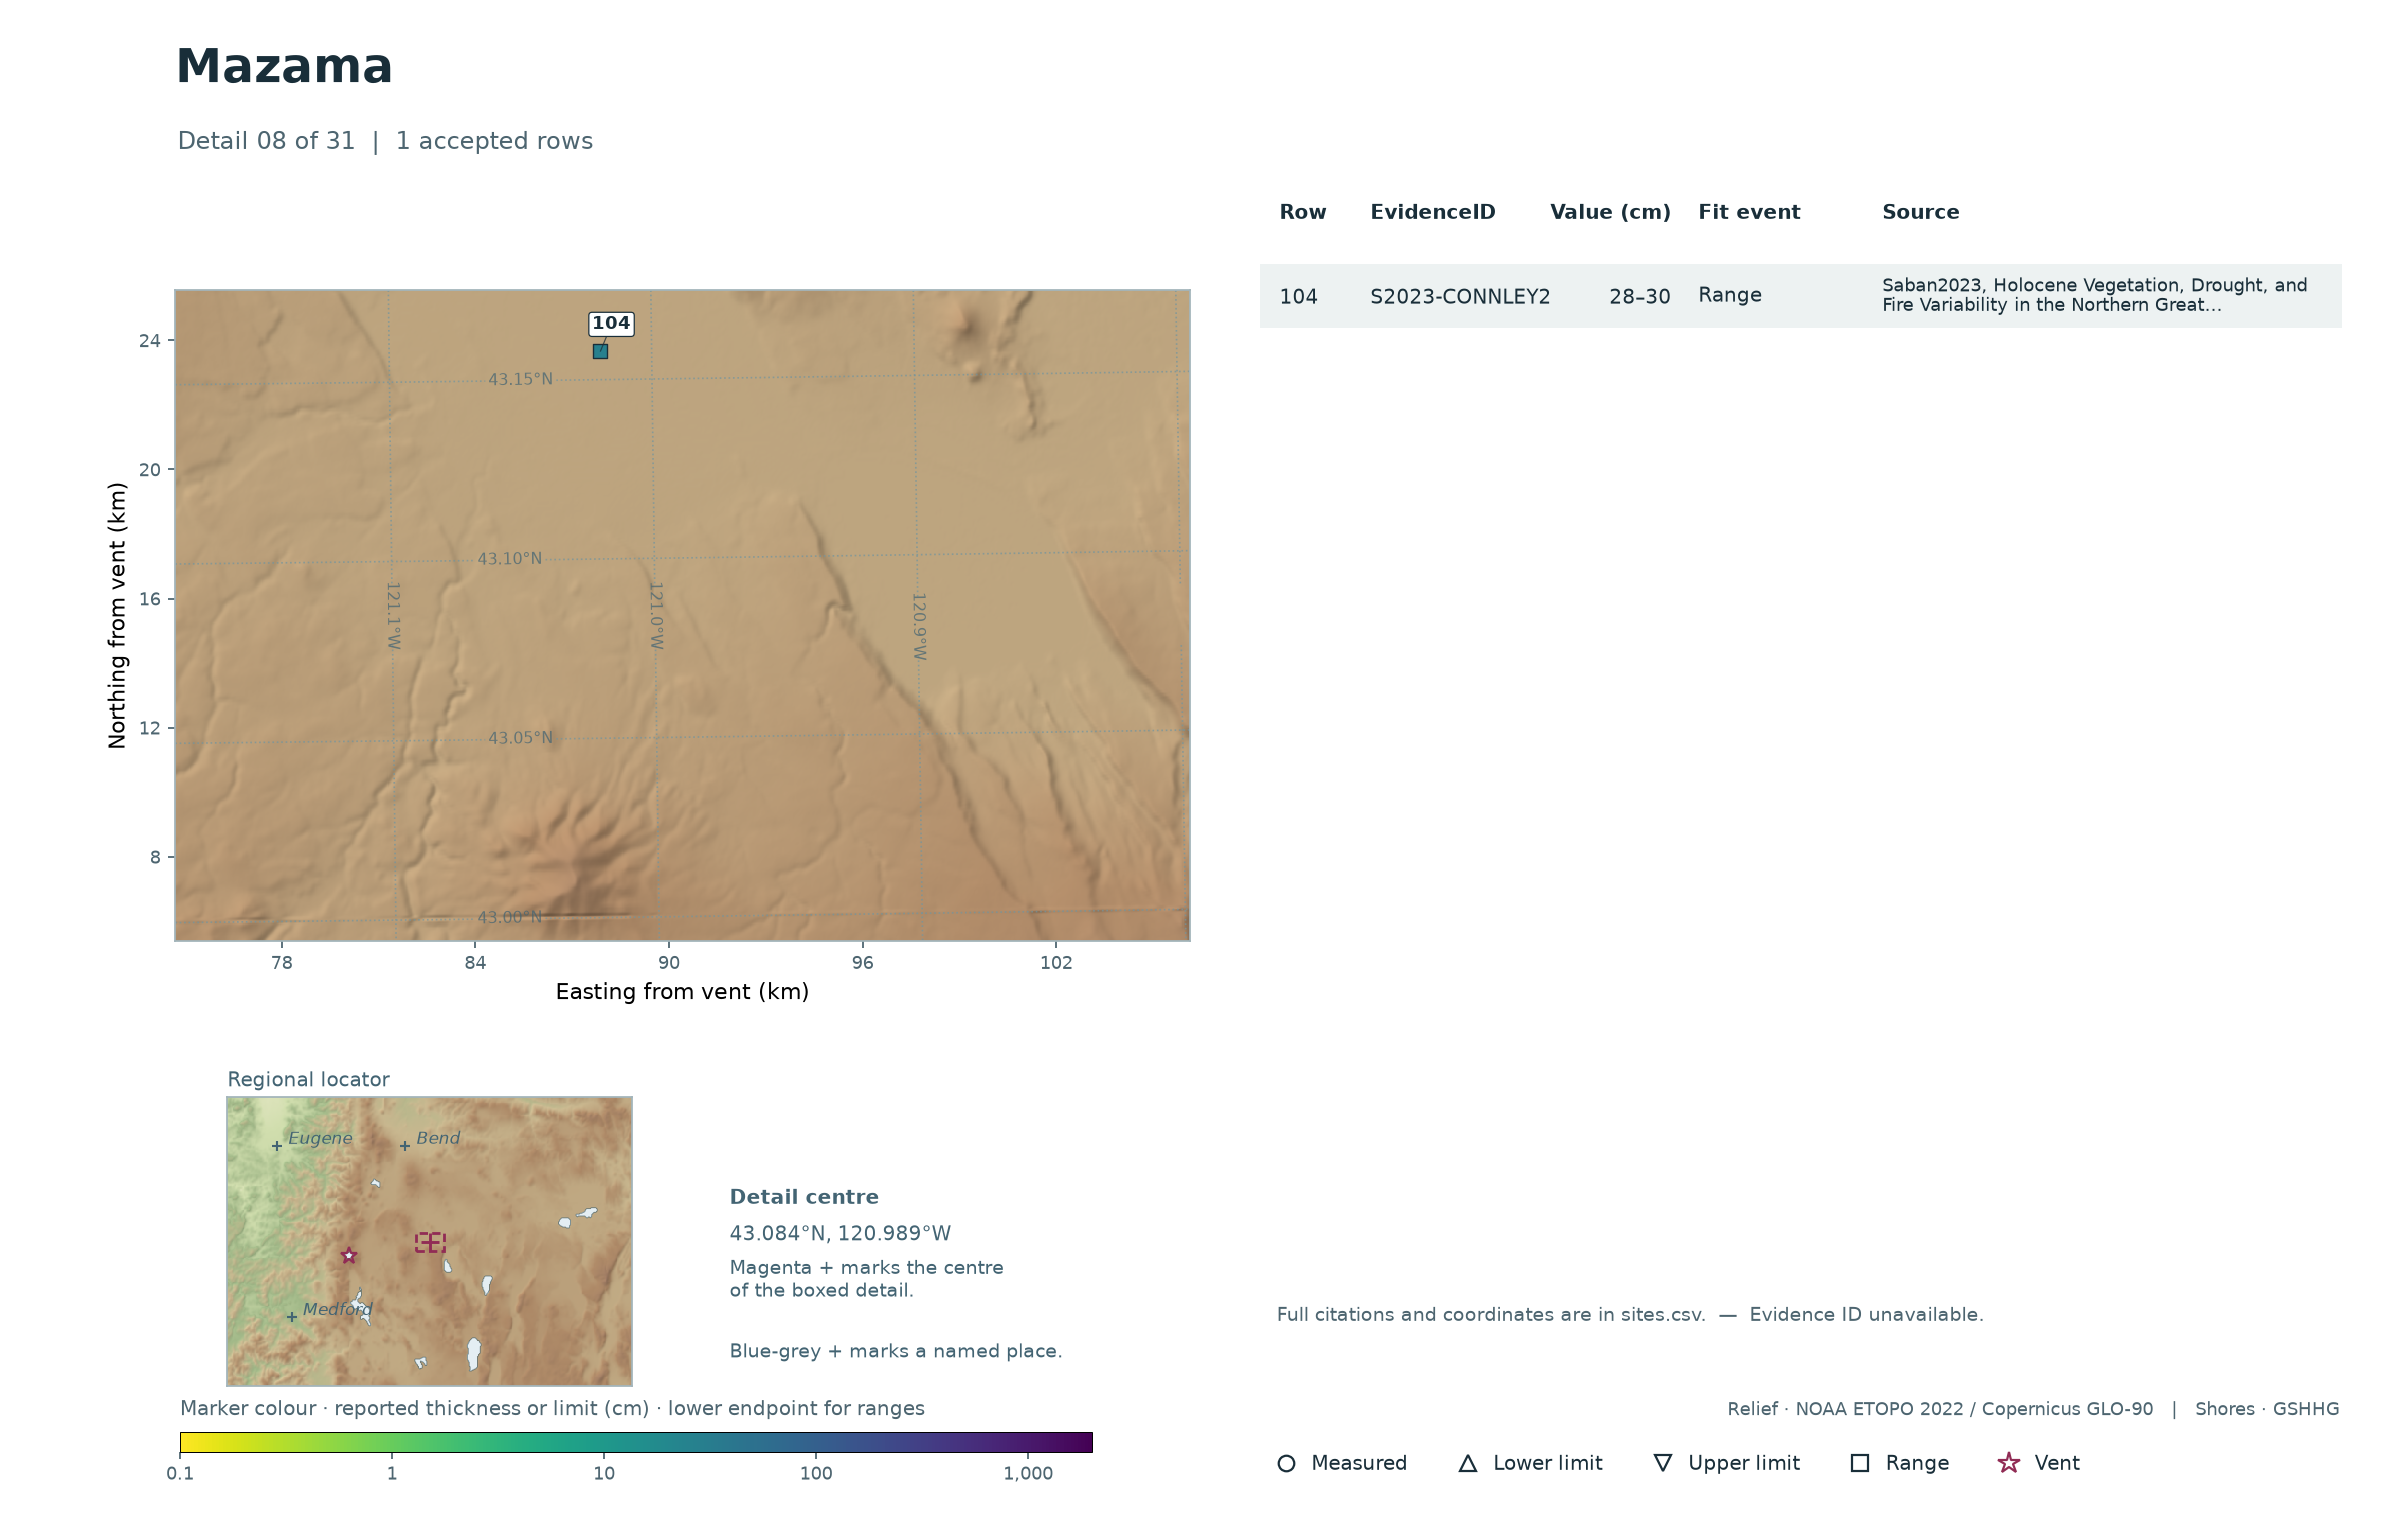 Mazama
Detail 08 of 31 | 1 accepted rows
Row EvidenceID Value (cm) Fit event Source
104 S2023-CONNLEY2 28–30 Range Saban2023, Holocene Vegetation, Drought, and
Fire Variability in the Northern Great…
104
43.15°N
43.10°N
43.05°N
43.00°N
121.1°W
121.0°W
120.9°W
24
20
16
12
8
Northing from vent (km)
78 84 90 96 102
Easting from vent (km)
Regional locator
Eugene
Bend
Medford
Detail centre
43.084°N, 120.989°W
Magenta + marks the centre
of the boxed detail.
Blue-grey + marks a named place.
Full citations and coordinates are in sites.csv. — Evidence ID unavailable.
Marker colour · reported thickness or limit (cm) · lower endpoint for ranges
0.1 1 10 100 1,000
Relief · NOAA ETOPO 2022 / Copernicus GLO-90 | Shores · GSHHG
Measured Lower limit Upper limit Range Vent